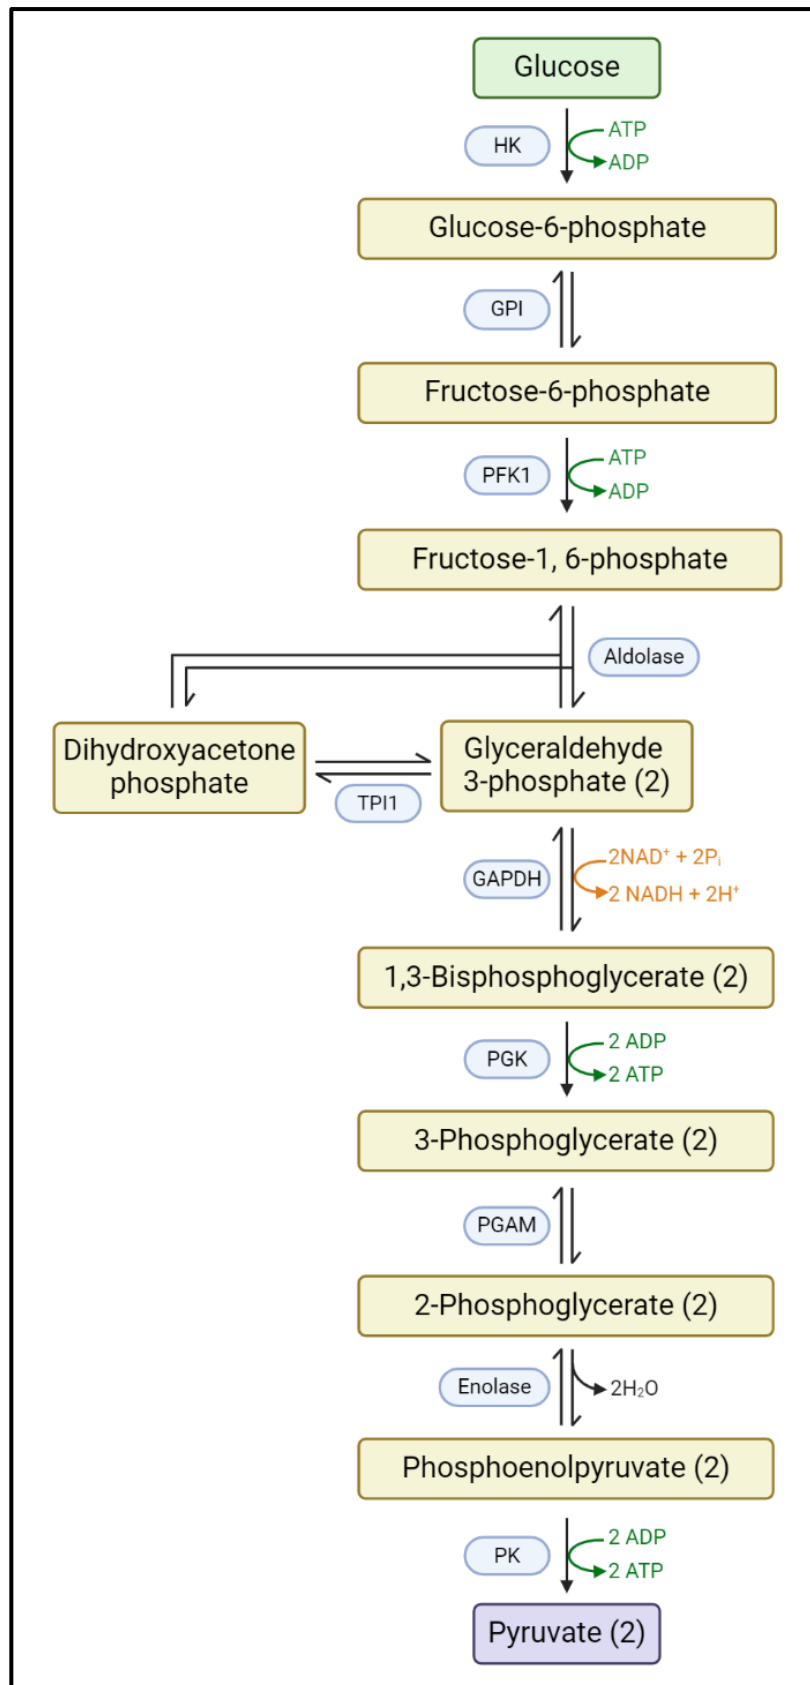 Glucose
HK
ATP
ADP
Glucose-6-phosphate
GPI
Fructose-6-phosphate
PFK1
ATP
ADP
Fructose-1, 6-phosphate
Aldolase
Dihydroxyacetone
phosphate
TPI1
Glyceraldehyde
3-phosphate (2)
GAPDH
2NAD⁺ + 2Pᵢ
2 NADH + 2H⁺
1,3-Bisphosphoglycerate (2)
PGK
2 ADP
2 ATP
3-Phosphoglycerate (2)
PGAM
2-Phosphoglycerate (2)
Enolase
2H₂O
Phosphoenolpyruvate (2)
PK
2 ADP
2 ATP
Pyruvate (2)